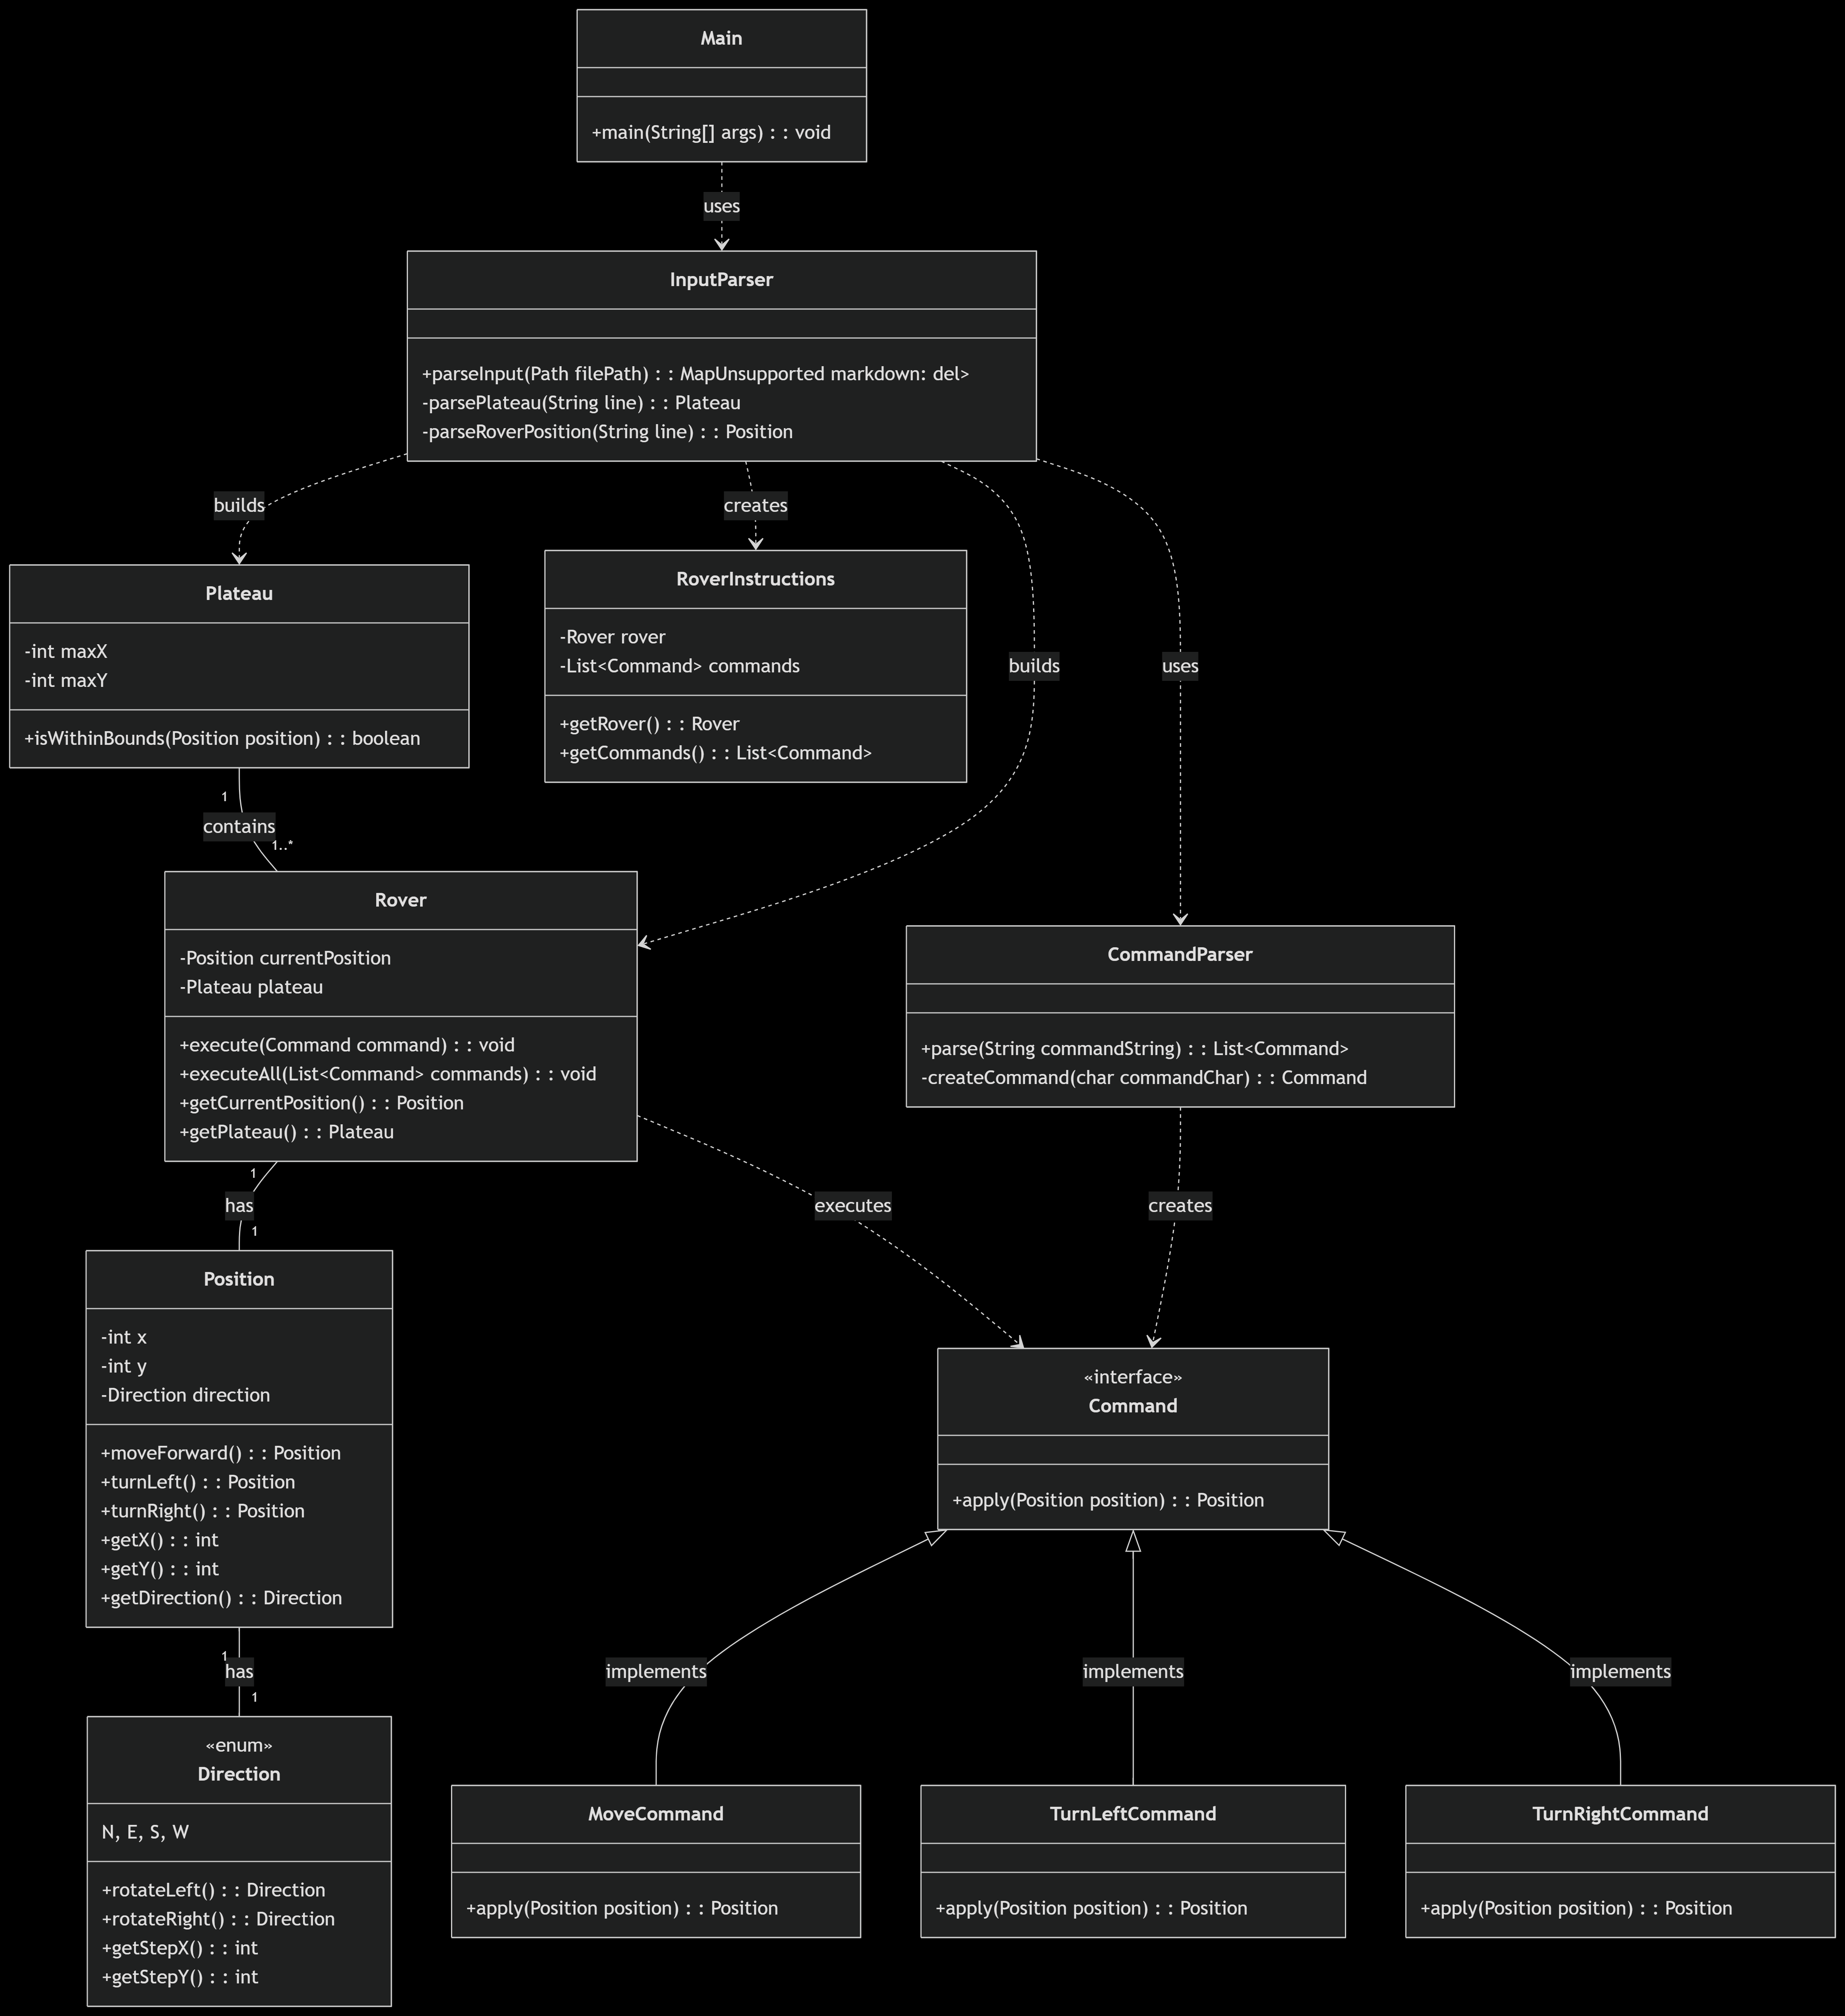 Main
+main(String[] args) : : void
uses
InputParser
+parseInput(Path filePath) : : MapUnsupported markdown: del>
-parsePlateau(String line) : : Plateau
-parseRoverPosition(String line) : : Position
builds
creates
builds
uses
Plateau
-int maxX
-int maxY
+isWithinBounds(Position position) : : boolean
RoverInstructions
-Rover rover
-List<Command> commands
+getRover() : : Rover
+getCommands() : : List<Command>
1
contains
1..*
Rover
-Position currentPosition
-Plateau plateau
+execute(Command command) : : void
+executeAll(List<Command> commands) : : void
+getCurrentPosition() : : Position
+getPlateau() : : Plateau
CommandParser
+parse(String commandString) : : List<Command>
-createCommand(char commandChar) : : Command
1
has
1
executes
creates
Position
-int x
-int y
-Direction direction
+moveForward() : : Position
+turnLeft() : : Position
+turnRight() : : Position
+getX() : : int
+getY() : : int
+getDirection() : : Direction
«interface»
Command
+apply(Position position) : : Position
1
has
1
implements
implements
implements
«enum»
Direction
N, E, S, W
+rotateLeft() : : Direction
+rotateRight() : : Direction
+getStepX() : : int
+getStepY() : : int
MoveCommand
+apply(Position position) : : Position
TurnLeftCommand
+apply(Position position) : : Position
TurnRightCommand
+apply(Position position) : : Position